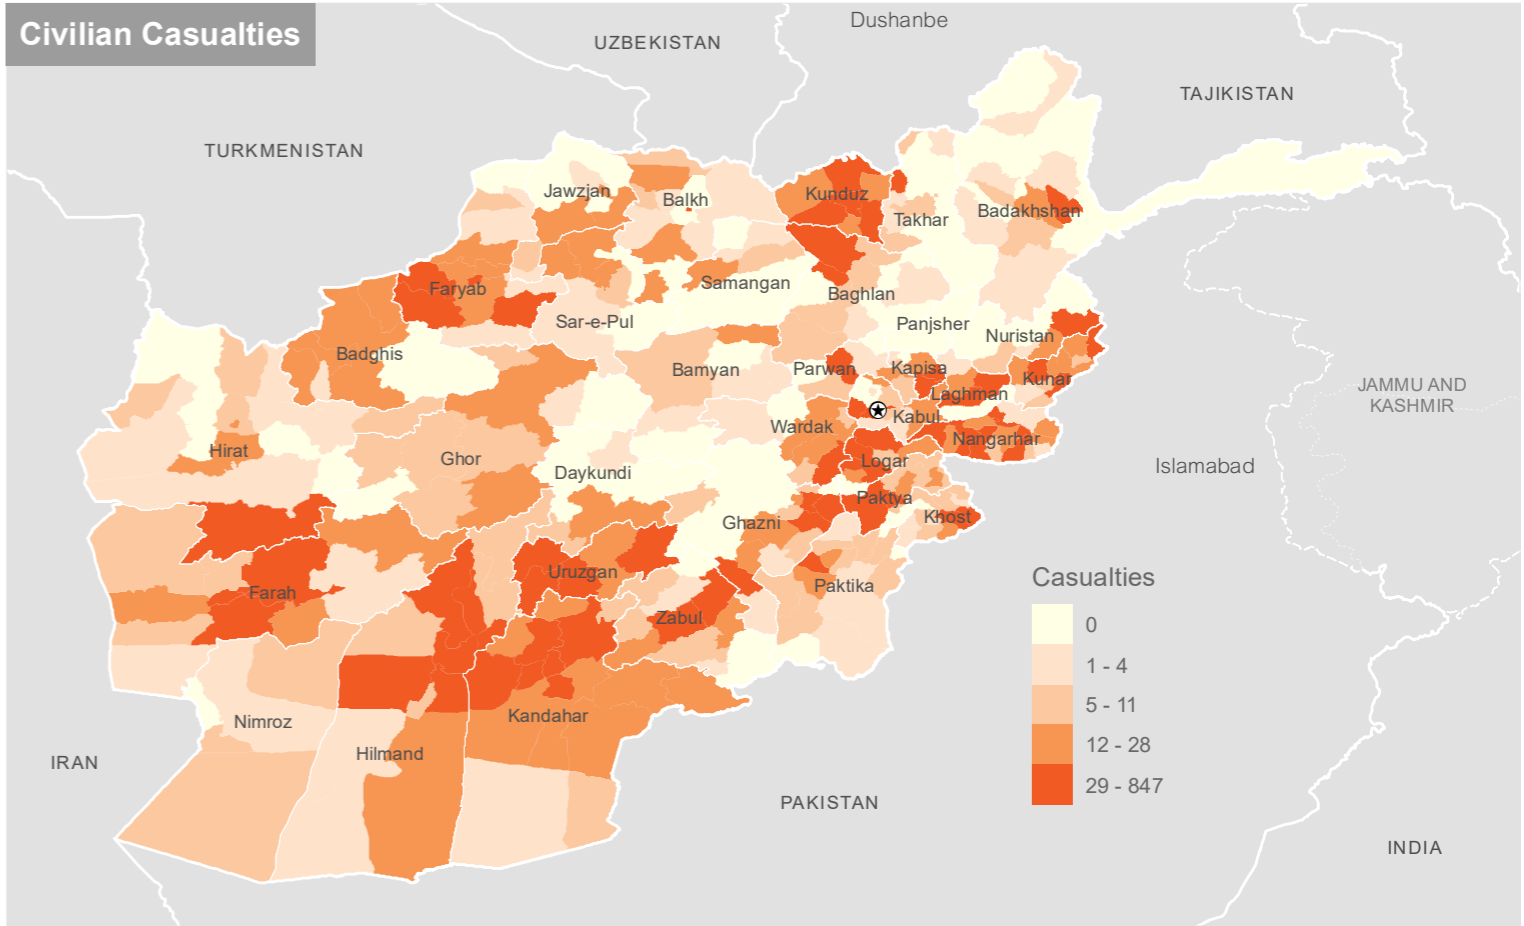 Civilian Casualties
Dushanbe
UZBEKISTAN
TAJIKISTAN
TURKMENISTAN
Jawzjan
Balkh
Kunduz
Takhar
Badakhshan
Faryab
Samangan
Baghlan
Sar-e-Pul
Panjsher
Nuristan
Badghis
Bamyan
Parwan
Kapisa
Kunar
Laghman
JAMMU AND
KASHMIR
Kabul
Wardak
Nangarhar
Hirat
Ghor
Logar
Islamabad
Daykundi
Paktya
Ghazni
Khost
Uruzgan
Paktika
Farah
Zabul
Casualties
0
1 - 4
5 - 11
12 - 28
29 - 847
Nimroz
Kandahar
Hilmand
IRAN
PAKISTAN
INDIA